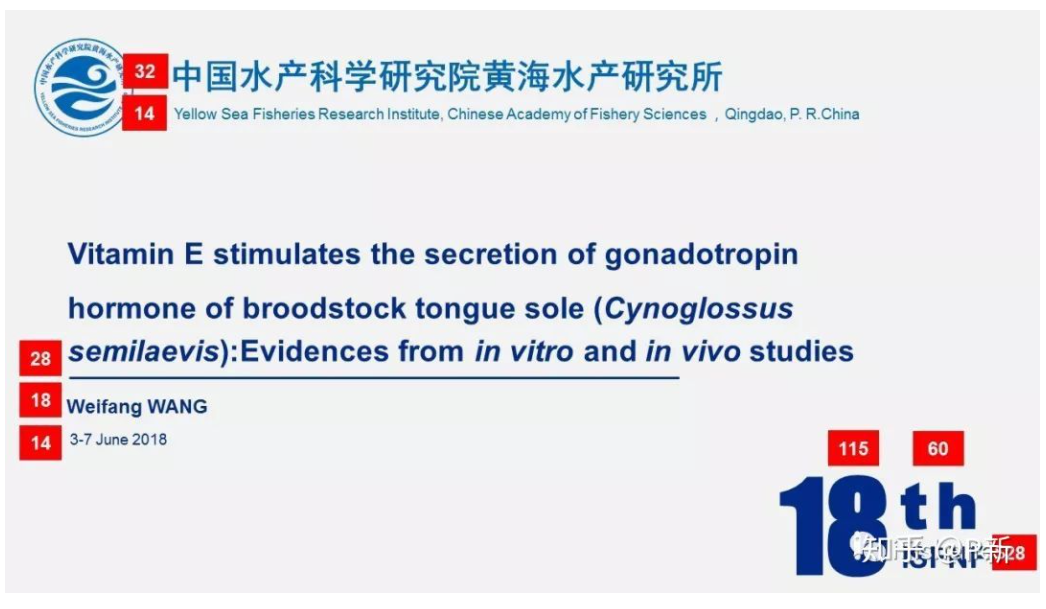 32 中国水产科学研究院黄海水产研究所
14 Yellow Sea Fisheries Research Institute, Chinese Academy of Fishery Sciences , Qingdao, P. R.China
Vitamin E stimulates the secretion of gonadotropin
hormone of broodstock tongue sole (Cynoglossus
28 semilaevis):Evidences from in vitro and in vivo studies
18 Weifang WANG
14 3-7 June 2018
115 60
18 th
知乎 @P新
28